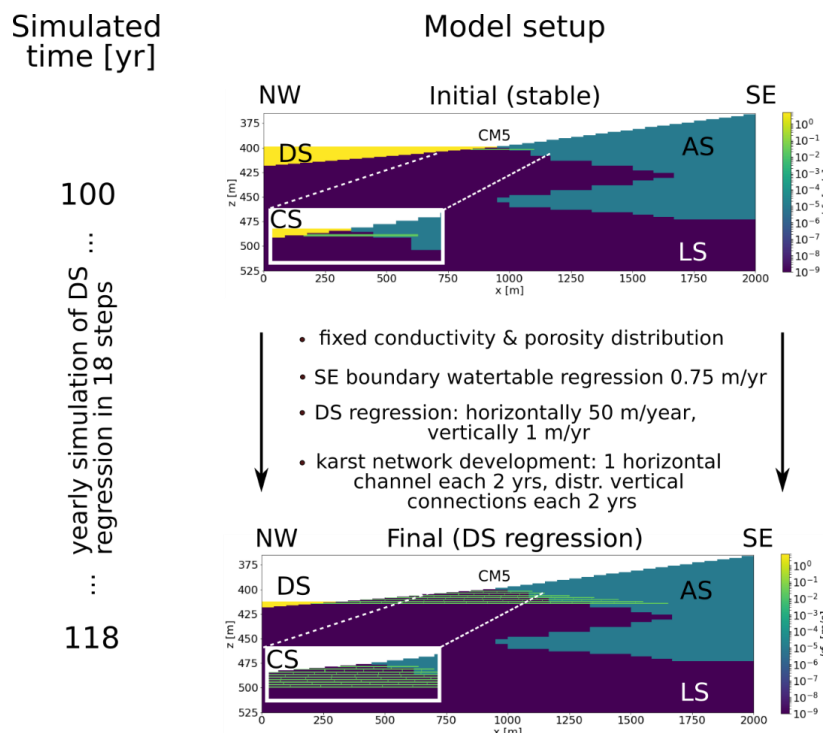 Simulated
time [yr]
Model setup
NW
Initial (stable)
SE
CM5
DS
AS
CS
LS
375
400
425
450
475
500
525
z [m]
0
250
500
750
1000
1250
1500
1750
2000
x [m]
10⁰
10⁻¹
10⁻²
10⁻³
10⁻⁴
10⁻⁵
10⁻⁶
10⁻⁷
10⁻⁸
10⁻⁹
100
...
yearly simulation of DS
regression in 18 steps
...
118
• fixed conductivity & porosity distribution
• SE boundary watertable regression 0.75 m/yr
• DS regression: horizontally 50 m/year,
vertically 1 m/yr
• karst network development: 1 horizontal
channel each 2 yrs, distr. vertical
connections each 2 yrs
NW
Final (DS regression)
SE
CM5
DS
AS
CS
LS
375
400
425
450
475
500
525
z [m]
0
250
500
750
1000
1250
1500
1750
2000
x [m]
10⁰
10⁻¹
10⁻²
10⁻³
10⁻⁴
10⁻⁵
10⁻⁶
10⁻⁷
10⁻⁸
10⁻⁹